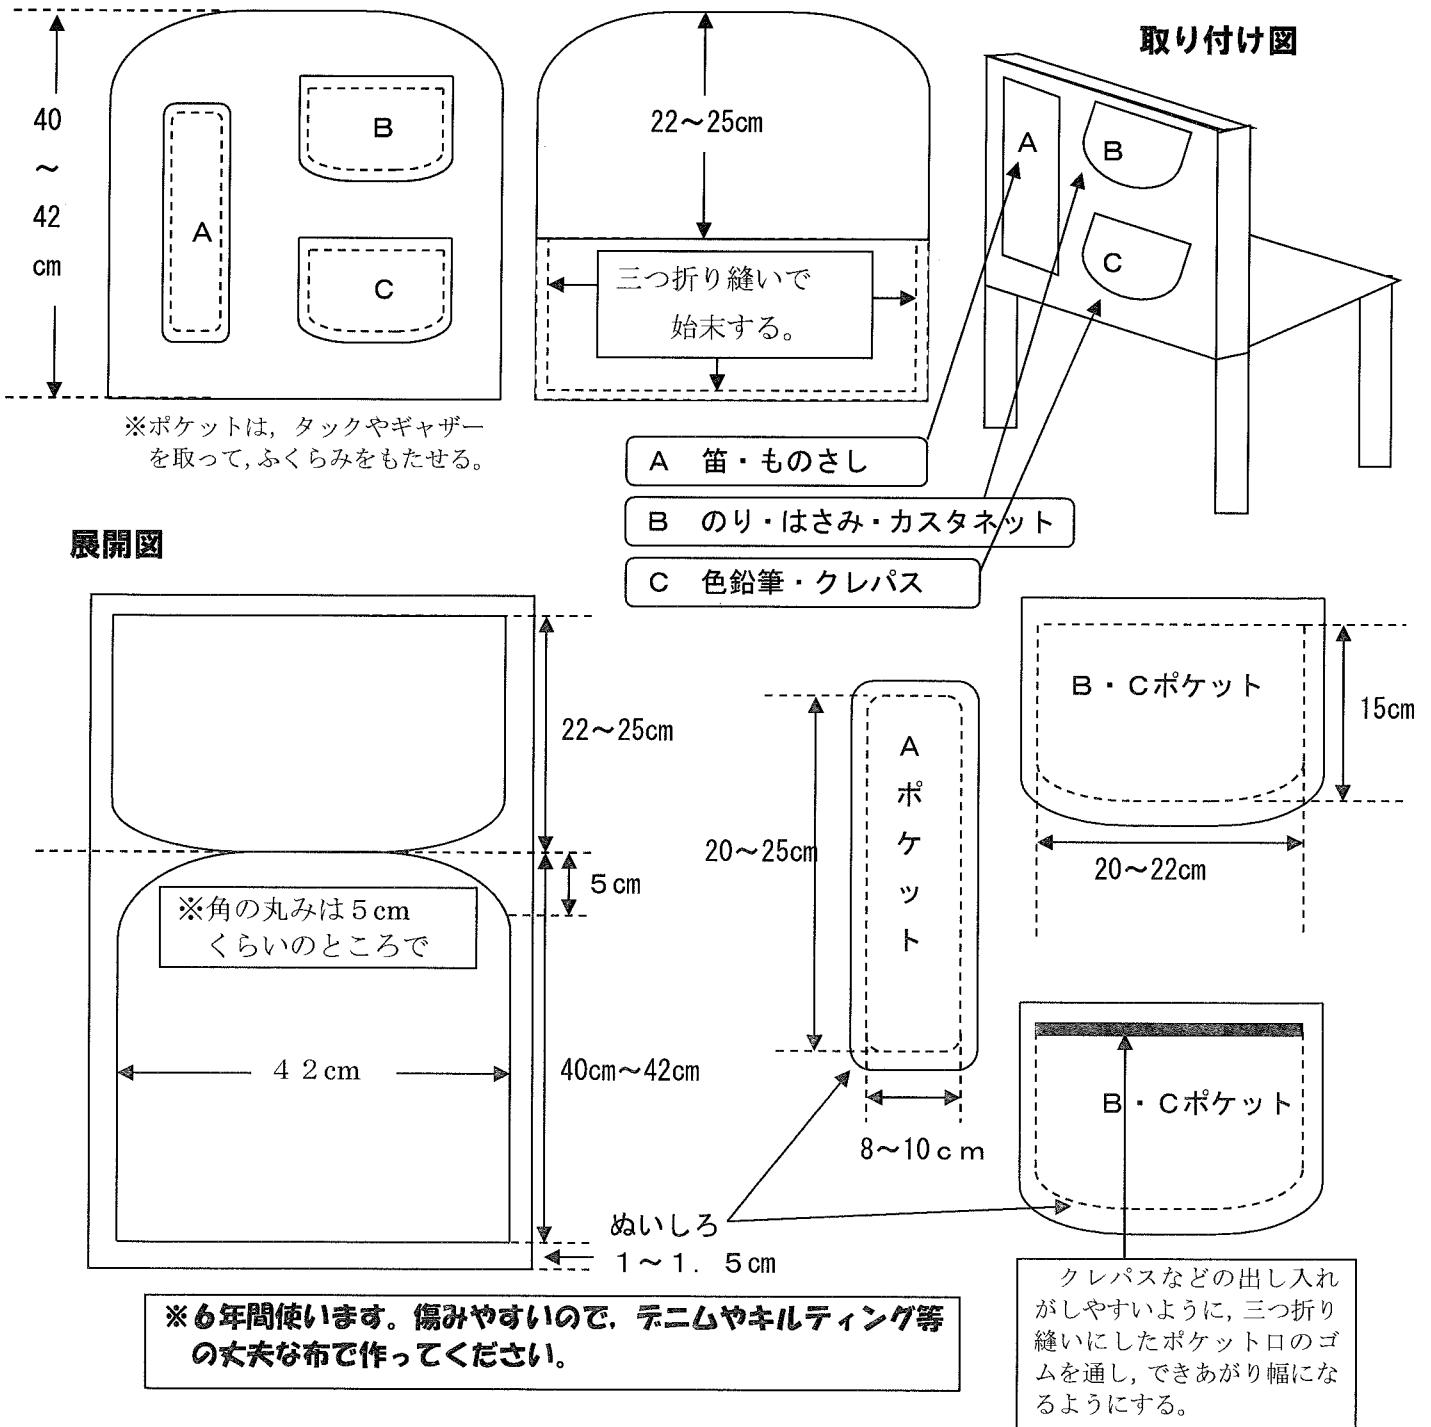 取り付け図
40
～
42
cm
A
B
C
22～25cm
三つ折り縫いで
始末する。
A
B
C
※ポケットは，タックやギャザー
を取って，ふくらみをもたせる。
A 笛・ものさし
B のり・はさみ・カスタネット
C 色鉛筆・クレパス
展開図
22～25cm
5cm
※角の丸みは５cm
くらいのところで
４２cm
40cm～42cm
Aポケット
20～25cm
8～10ｃｍ
B・Cポケット
15cm
20～22cm
B・Cポケット
ぬいしろ
１～１．５cm
クレパスなどの出し入れ
がしやすいように，三つ折り
縫いにしたポケット口のゴ
ムを通し，できあがり幅にな
るようにする。
※６年間使います。傷みやすいので，デニムやキルティング等
の丈夫な布で作ってください。